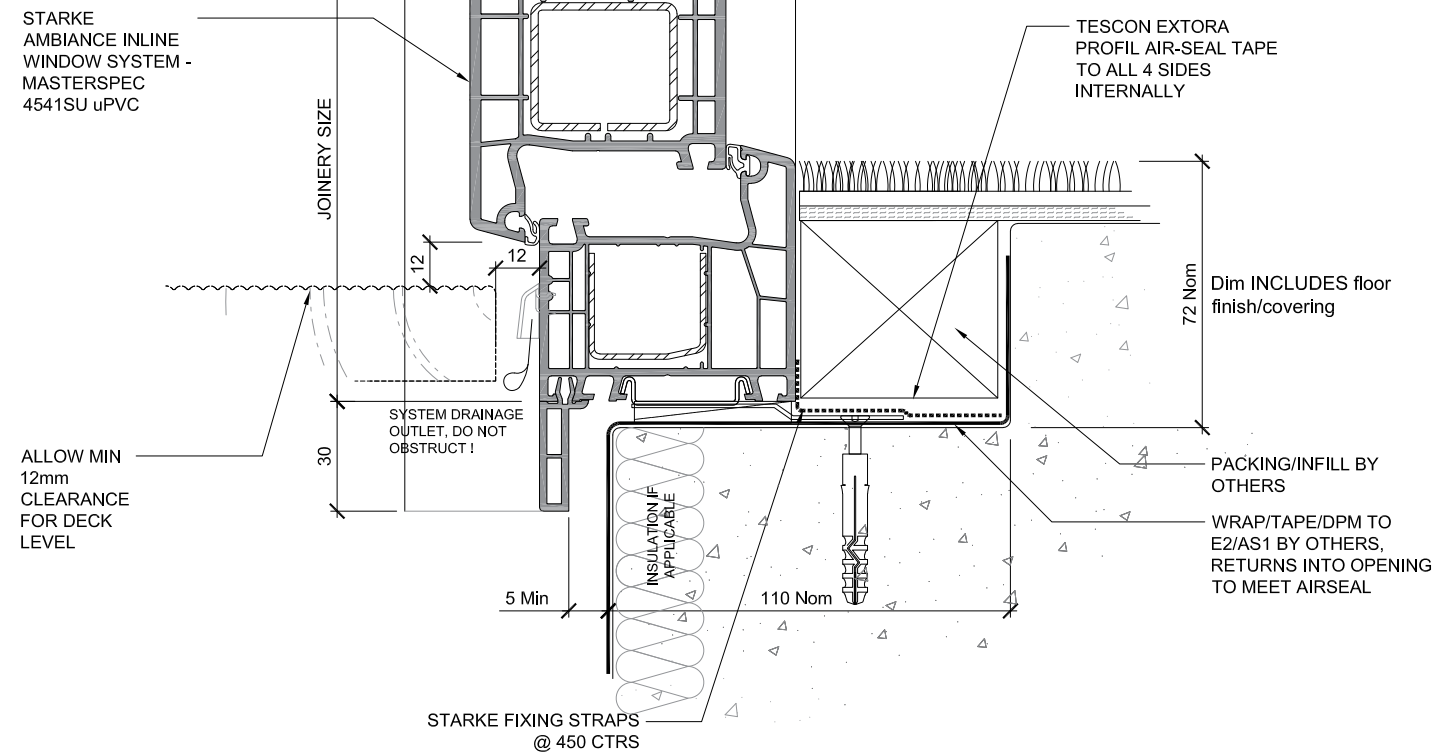 STARKE
AMBIANCE INLINE
WINDOW SYSTEM -
MASTERSPEC
4541SU uPVC
TESCON EXTORA
PROFIL AIR-SEAL TAPE
TO ALL 4 SIDES
INTERNALLY
JOINERY SIZE
12
12
72 Nom
Dim INCLUDES floor
finish/covering
SYSTEM DRAINAGE
OUTLET, DO NOT
OBSTRUCT !
30
ALLOW MIN
12mm
CLEARANCE
FOR DECK
LEVEL
INSULATION IF
APPLICABLE
PACKING/INFILL BY
OTHERS
WRAP/TAPE/DPM TO
E2/AS1 BY OTHERS,
RETURNS INTO OPENING
TO MEET AIRSEAL
5 Min
110 Nom
STARKE FIXING STRAPS
@ 450 CTRS